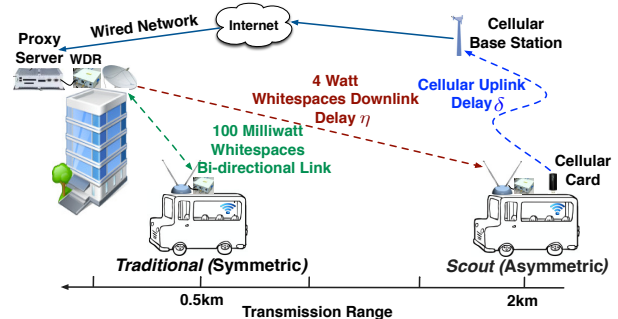 Wired Network
Internet
Proxy
Server
WDR
Cellular
Base Station
4 Watt
Whitespaces Downlink
Delay η
Cellular Uplink
Delay δ
100 Milliwatt
Whitespaces
Bi-directional Link
Cellular
Card
Traditional (Symmetric)
Scout (Asymmetric)
0.5km
2km
Transmission Range